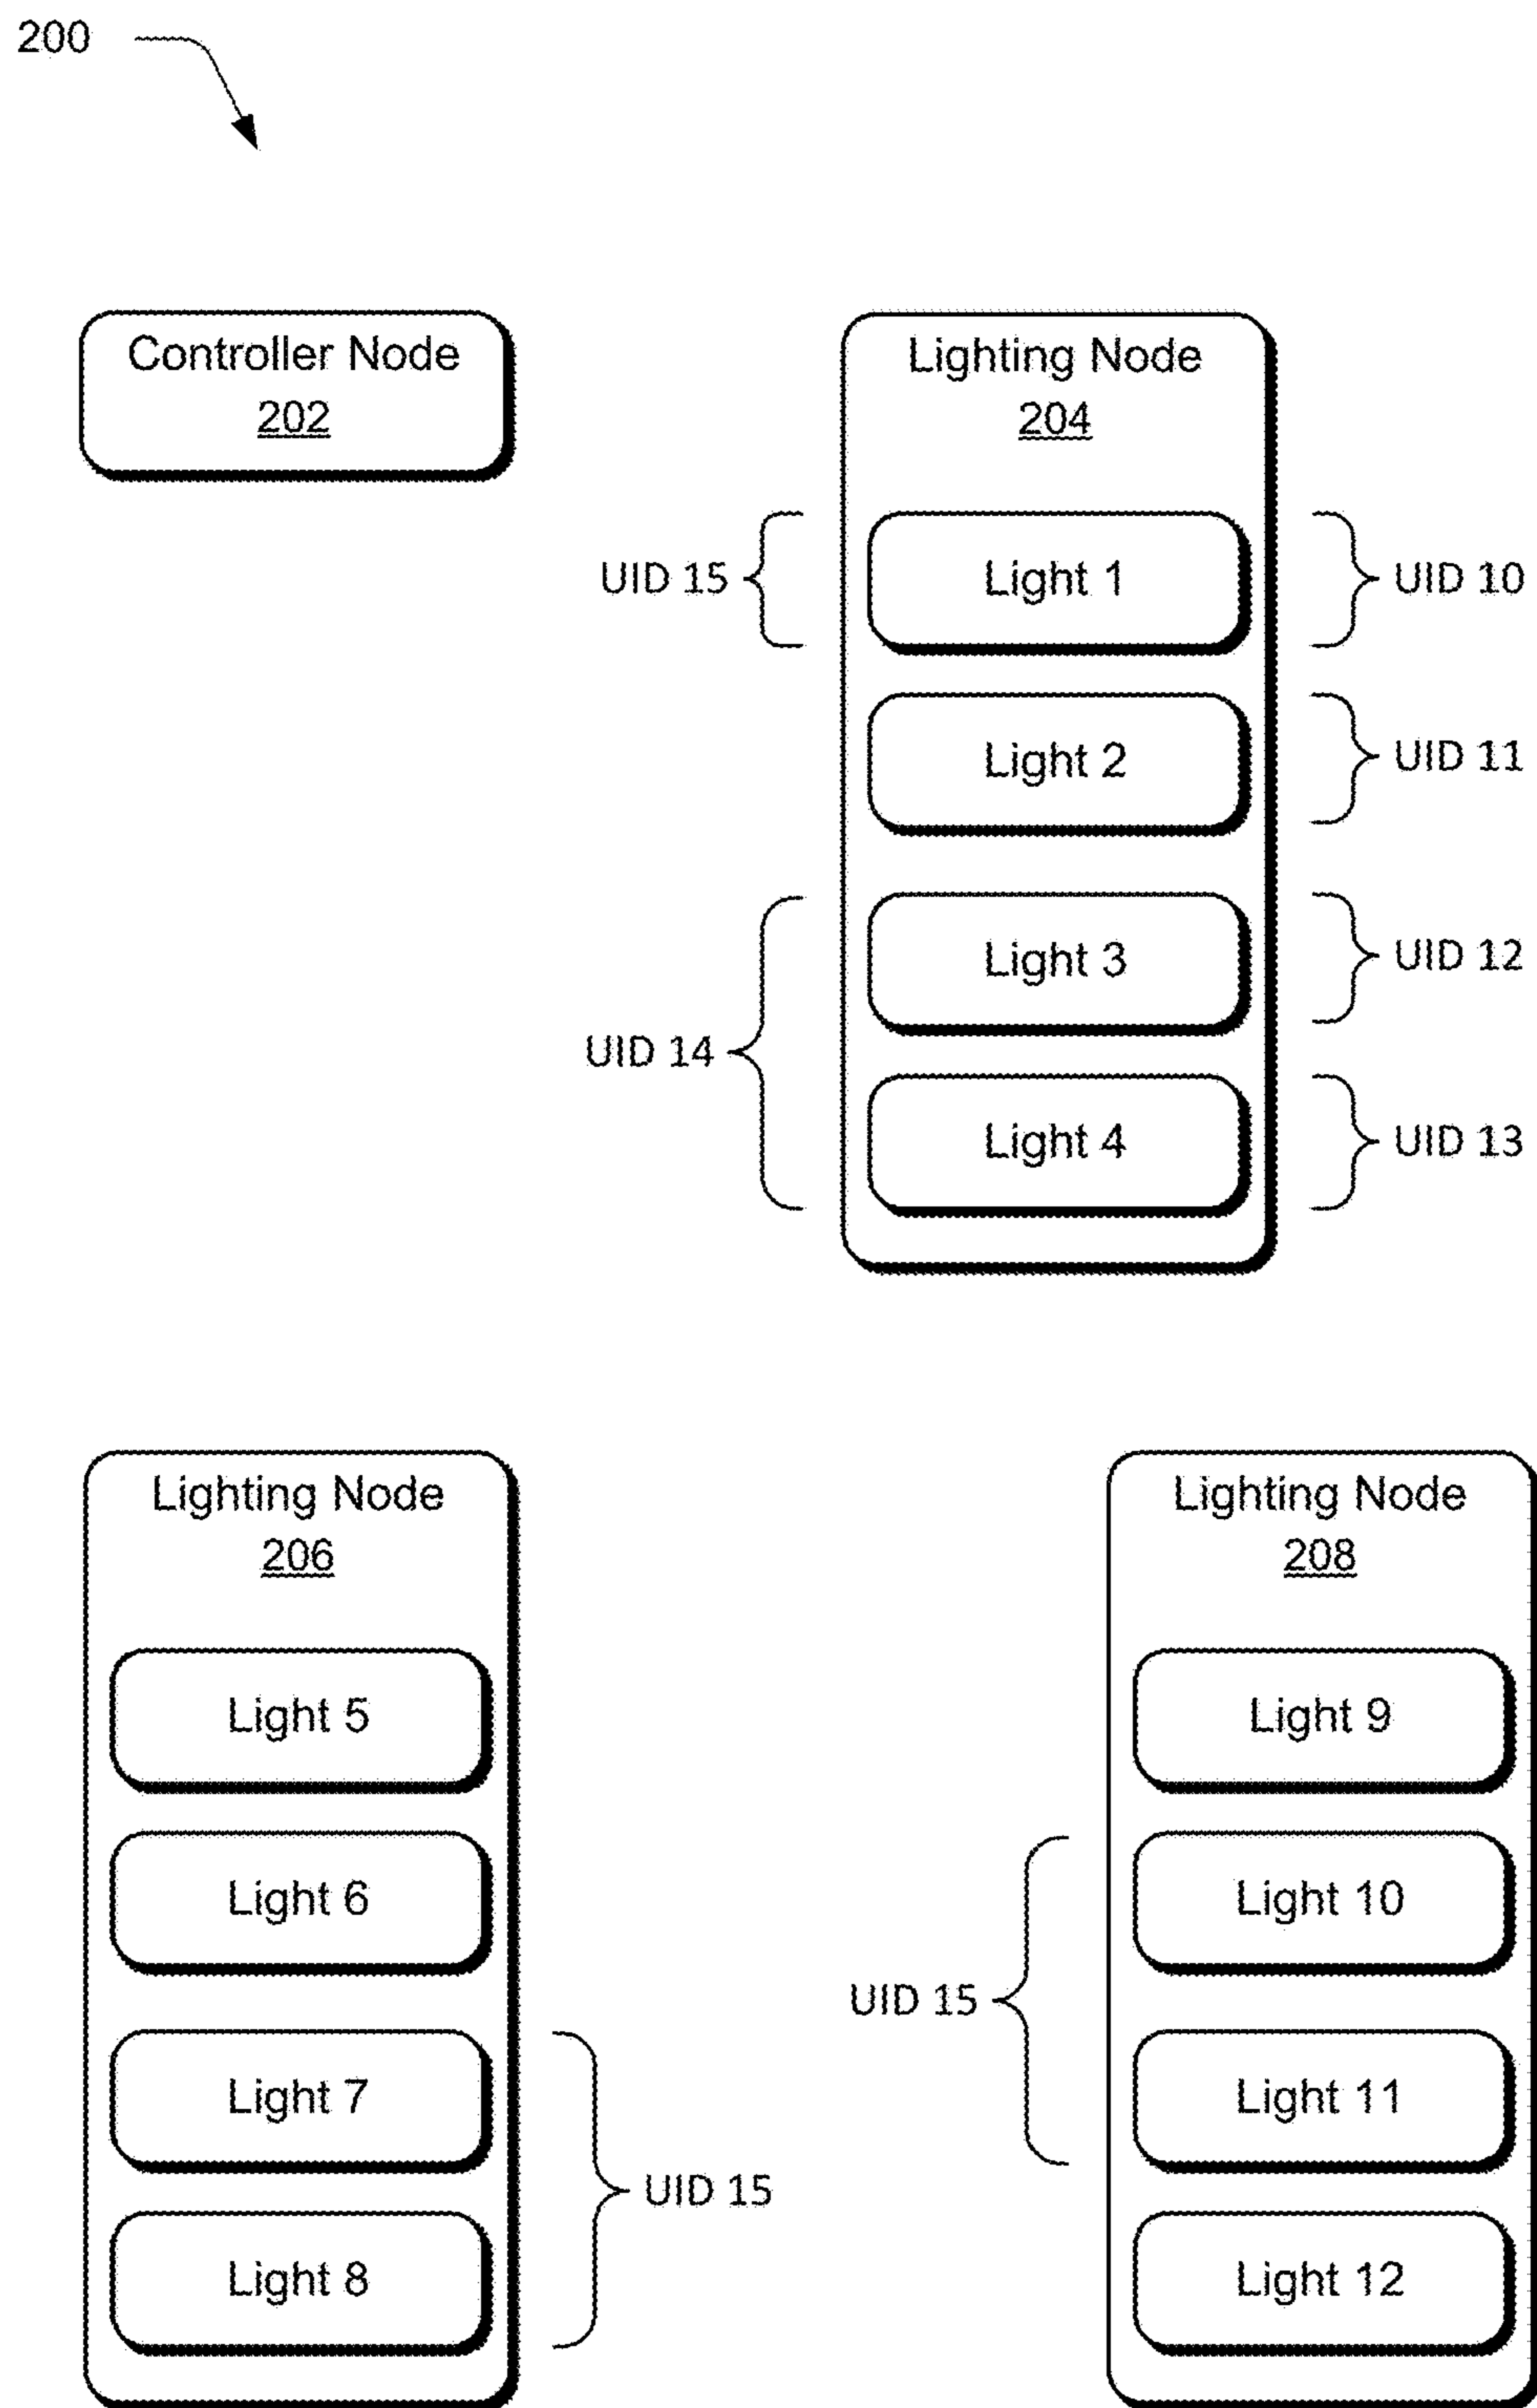 200
Controller Node
202
Lighting Node
204
UID 15
Light 1
UID 10
Light 2
UID 11
Light 3
UID 12
UID 14
Light 4
UID 13
Lighting Node
206
Light 5
Light 6
Light 7
UID 15
Light 8
Lighting Node
208
Light 9
Light 10
UID 15
Light 11
Light 12